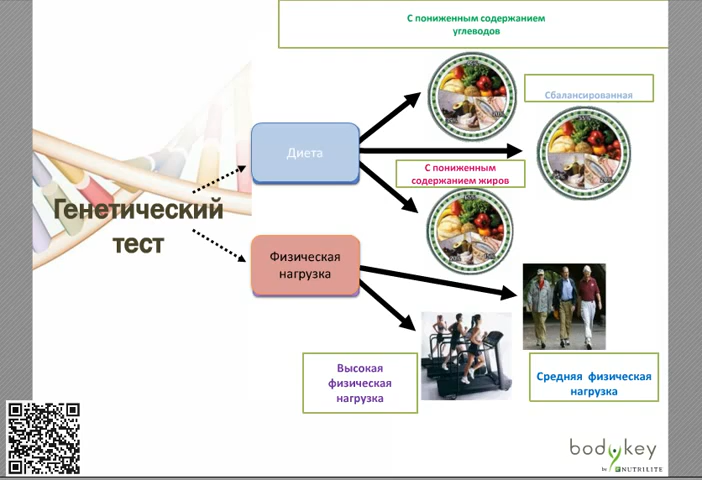 С пониженным содержанием
углеводов
Сбалансированная
Диета
С пониженным
содержанием жиров
Генетический
тест
Физическая
нагрузка
Высокая
физическая
нагрузка
Средняя физическая
нагрузка
bodykey
by NUTRILITE